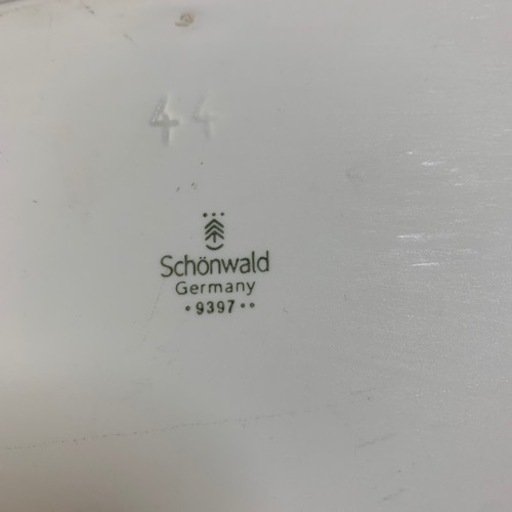 44
Schönwald
Germany
• 9397 ••